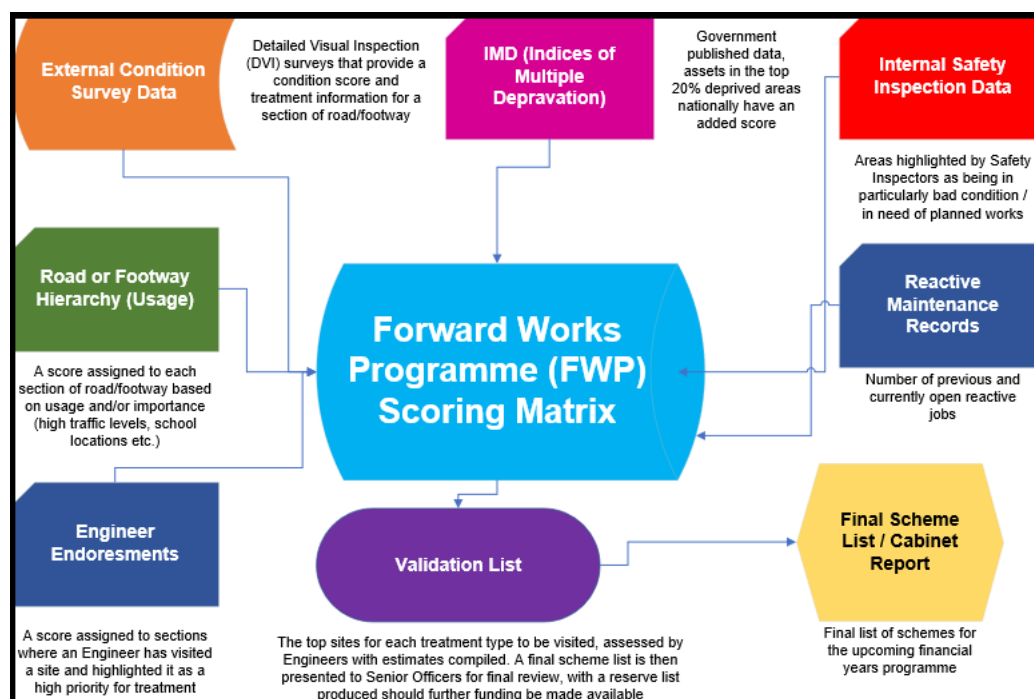 External Condition
Survey Data
Detailed Visual Inspection
(DVI) surveys that provide a
condition score and
treatment information for a
section of road/footway
IMD (Indices of
Multiple
Depravation)
Government
published data,
assets in the top
20% deprived areas
nationally have an
added score
Internal Safety
Inspection Data
Areas highlighted by Safety
Inspectors as being in
particularly bad condition /
in need of planned works
Road or Footway
Hierarchy (Usage)
A score assigned to each
section of road/footway based
on usage and/or importance
(high traffic levels, school
locations etc.)
Forward Works
Programme (FWP)
Scoring Matrix
Reactive
Maintenance
Records
Number of previous and
currently open reactive
jobs
Engineer
Endoresments
A score assigned to sections
where an Engineer has visited
a site and highlighted it as a
high priority for treatment
Validation List
The top sites for each treatment type to be visited, assessed by
Engineers with estimates compiled. A final scheme list is then
presented to Senior Officers for final review, with a reserve list
produced should further funding be made available
Final Scheme
List / Cabinet
Report
Final list of schemes for
the upcoming financial
years programme